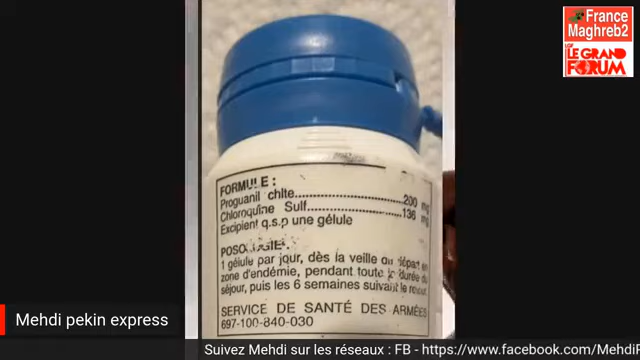 France
Maghreb2
LE GRAND
FORUM
FORMULE :
Proguanil chlte..........................200 mg
Chloroquine Sulf........................136 mg
Excipient q.s.p une gélule
1 gélule par jour, dès la veille du départ en
zone d'endémie, pendant toute la durée du
séjour, puis les 6 semaines suivant le retour
SERVICE DE SANTÉ DES ARMÉES
697-100-840-030
Mehdi pekin express
Suivez Mehdi sur les réseaux : FB - https://www.facebook.com/MehdiP